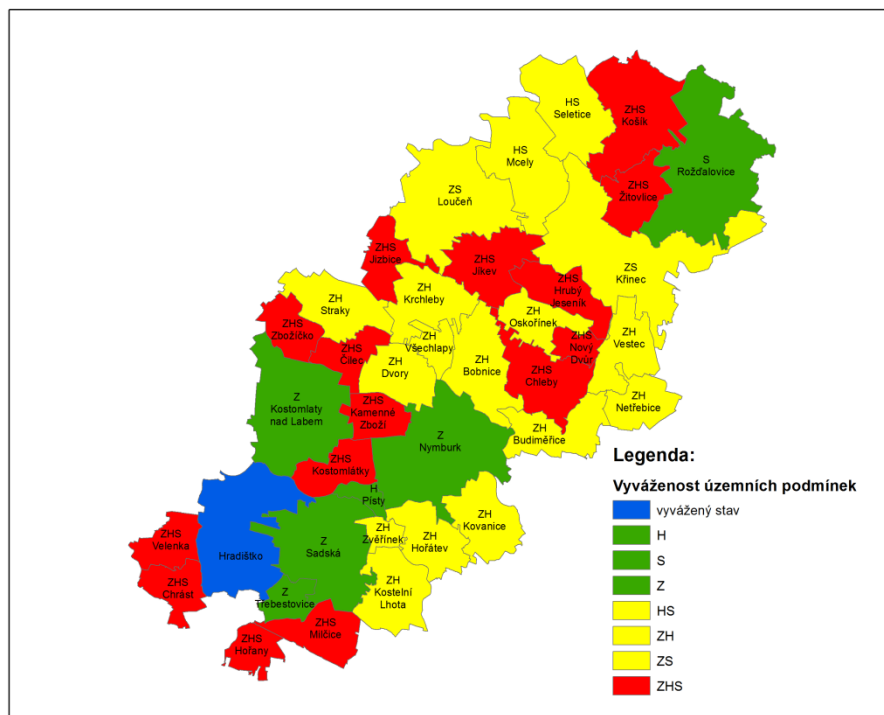 HS
Seletice
ZHS
Košík
HS
Mcely
S
Rožďalovice
ZS
Loučeň
ZHS
Žitovlice
ZHS
Jizbice
ZHS
Jíkev
ZS
Křinec
ZHS
Hrubý
Jeseník
ZH
Krchleby
ZH
Straky
ZH
Oskořínek
ZHS
Zbožíčko
ZHS
Čilec
ZH
Všechlapy
ZHS
Nový
Dvůr
ZH
Vestec
ZH
Dvory
ZH
Bobnice
ZHS
Chleby
Z
Kostomlaty
nad Labem
ZHS
Kamenné
Zboží
ZH
Netřebice
Z
Nymburk
ZH
Budiměřice
ZHS
Kostomlátky
H
Písty
ZH
Kovanice
ZHS
Velenka
Hradištko
Z
Sadská
ZH
Zvěřínek
ZH
Hořátev
ZHS
Chrást
Z
Třebestovice
ZH
Kostelní
Lhota
ZHS
Milčice
ZHS
Hořany
Legenda:
Vyváženost územních podmínek
vyvážený stav
H
S
Z
HS
ZH
ZS
ZHS